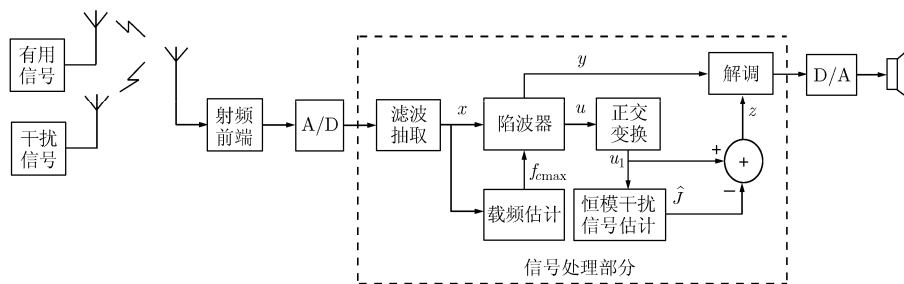 有用
信号
干扰
信号
射频
前端
A/D
滤波
抽取
x
陷波器
y
u
正交
变换
u₁
f_cmax
载频估计
恒模干扰
信号估计
Ĵ
+
−
+
z
解调
D/A
信号处理部分